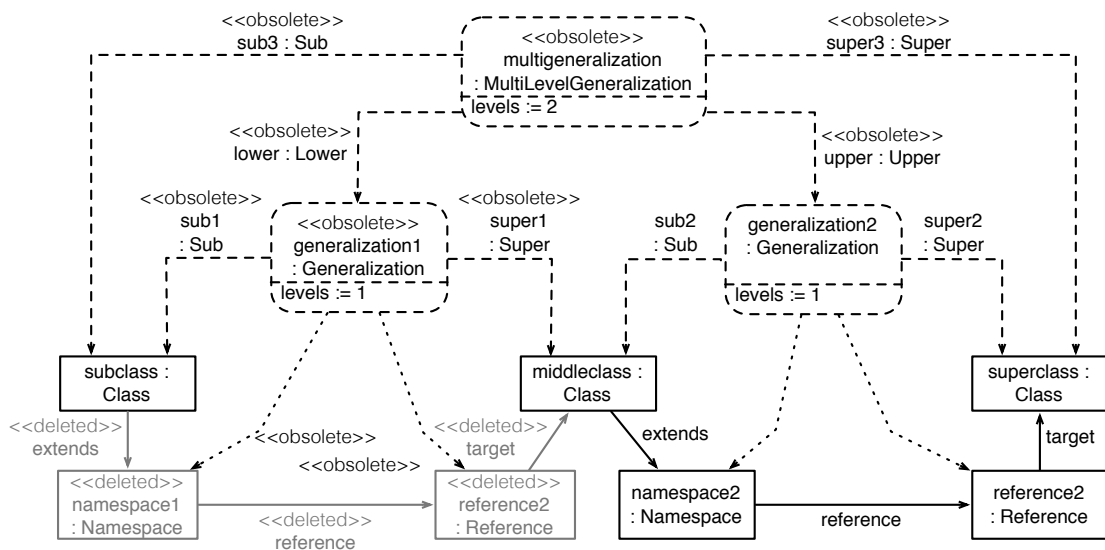 <<obsolete>>
sub3 : Sub
<<obsolete>>
multigeneralization
: MultiLevelGeneralization
levels := 2
<<obsolete>>
super3 : Super
<<obsolete>>
lower : Lower
<<obsolete>>
upper : Upper
<<obsolete>>
sub1
: Sub
<<obsolete>>
generalization1
: Generalization
levels := 1
<<obsolete>>
super1
: Super
sub2
: Sub
generalization2
: Generalization
levels := 1
super2
: Super
subclass :
Class
middleclass :
Class
superclass :
Class
<<deleted>>
extends
<<obsolete>>
<<obsolete>>
<<deleted>>
target
extends
target
<<deleted>>
namespace1
: Namespace
<<deleted>>
reference
<<deleted>>
reference2
: Reference
namespace2
: Namespace
reference
reference2
: Reference